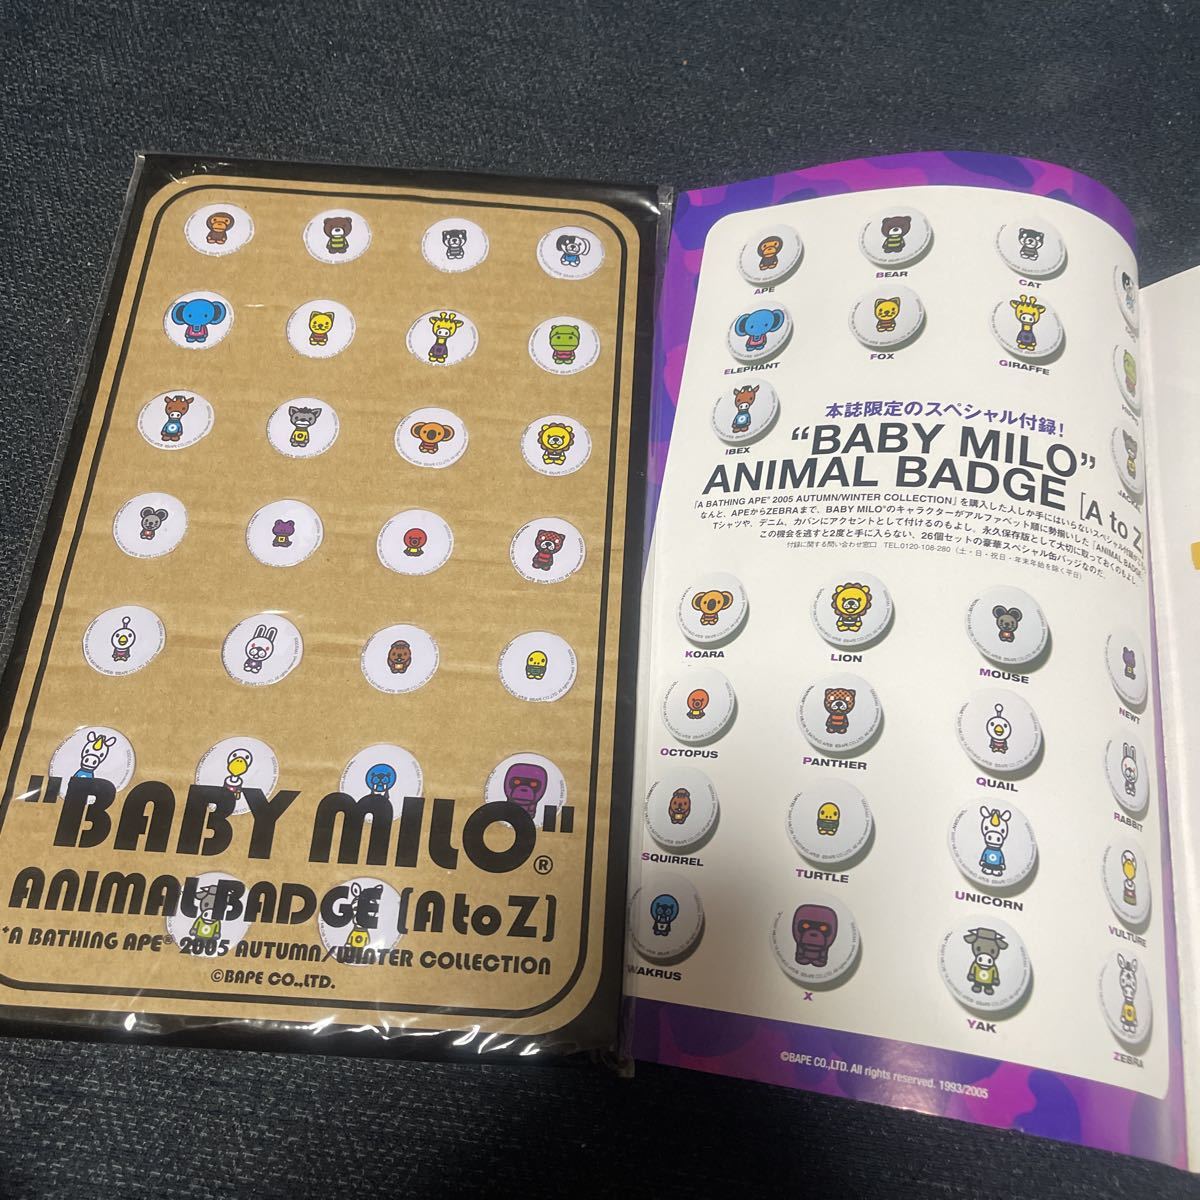 "BABY MILO"®
ANIMAL BADGE [A to Z]
"A BATHING APE® 2005 AUTUMN/WINTER COLLECTION
©BAPE CO.,LTD.
APE
BEAR
CAT
ELEPHANT
FOX
GIRAFFE
IBEX
本誌限定のスペシャル付録!
"BABY MILO"
ANIMAL BADGE [A to Z]
『A BATHING APE® 2005 AUTUMN/WINTER COLLECTION』を購入した人しか手にはいらないスペシャル付録が
なんと、APEからZEBRAまで、BABY MILO®のキャラクターがアルファベット順に勢揃いした「ANIMAL BADGE」
Tシャツや、デニム、カバンにアクセントとして付けるのもよし。永久保存版として大切に取っておくのもよし。
この機会を逃すと2度と手に入らない、26個セットの豪華スペシャル缶バッジなのだ。
付録に関する問い合わせ窓口 TEL.0120-108-280 (土・日・祝日・年末年始を除く平日)
KOARA
LION
MOUSE
NEWT
OCTOPUS
PANTHER
QUAIL
RABBIT
SQUIRREL
TURTLE
UNICORN
VULTURE
WAKRUS
X
YAK
ZEBRA
©BAPE CO.,LTD. All rights reserved. 1993/2005